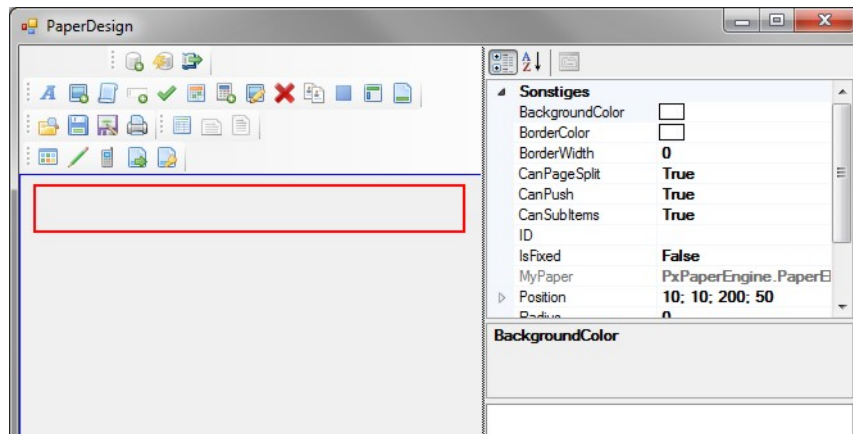 PaperDesign
Sonstiges
BackgroundColor
BorderColor
BorderWidth 0
CanPageSplit True
CanPush True
CanSubItems True
ID
IsFixed False
MyPaper PxPaperEngine.PaperE
Position 10; 10; 200; 50
Radius 0
BackgroundColor